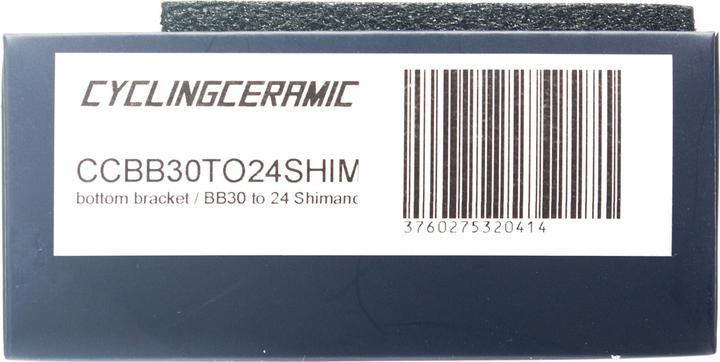 CYCLINGCERAMIC
CCBB30TO24SHIM
bottom bracket / BB30 to 24 Shimano
3760275320414